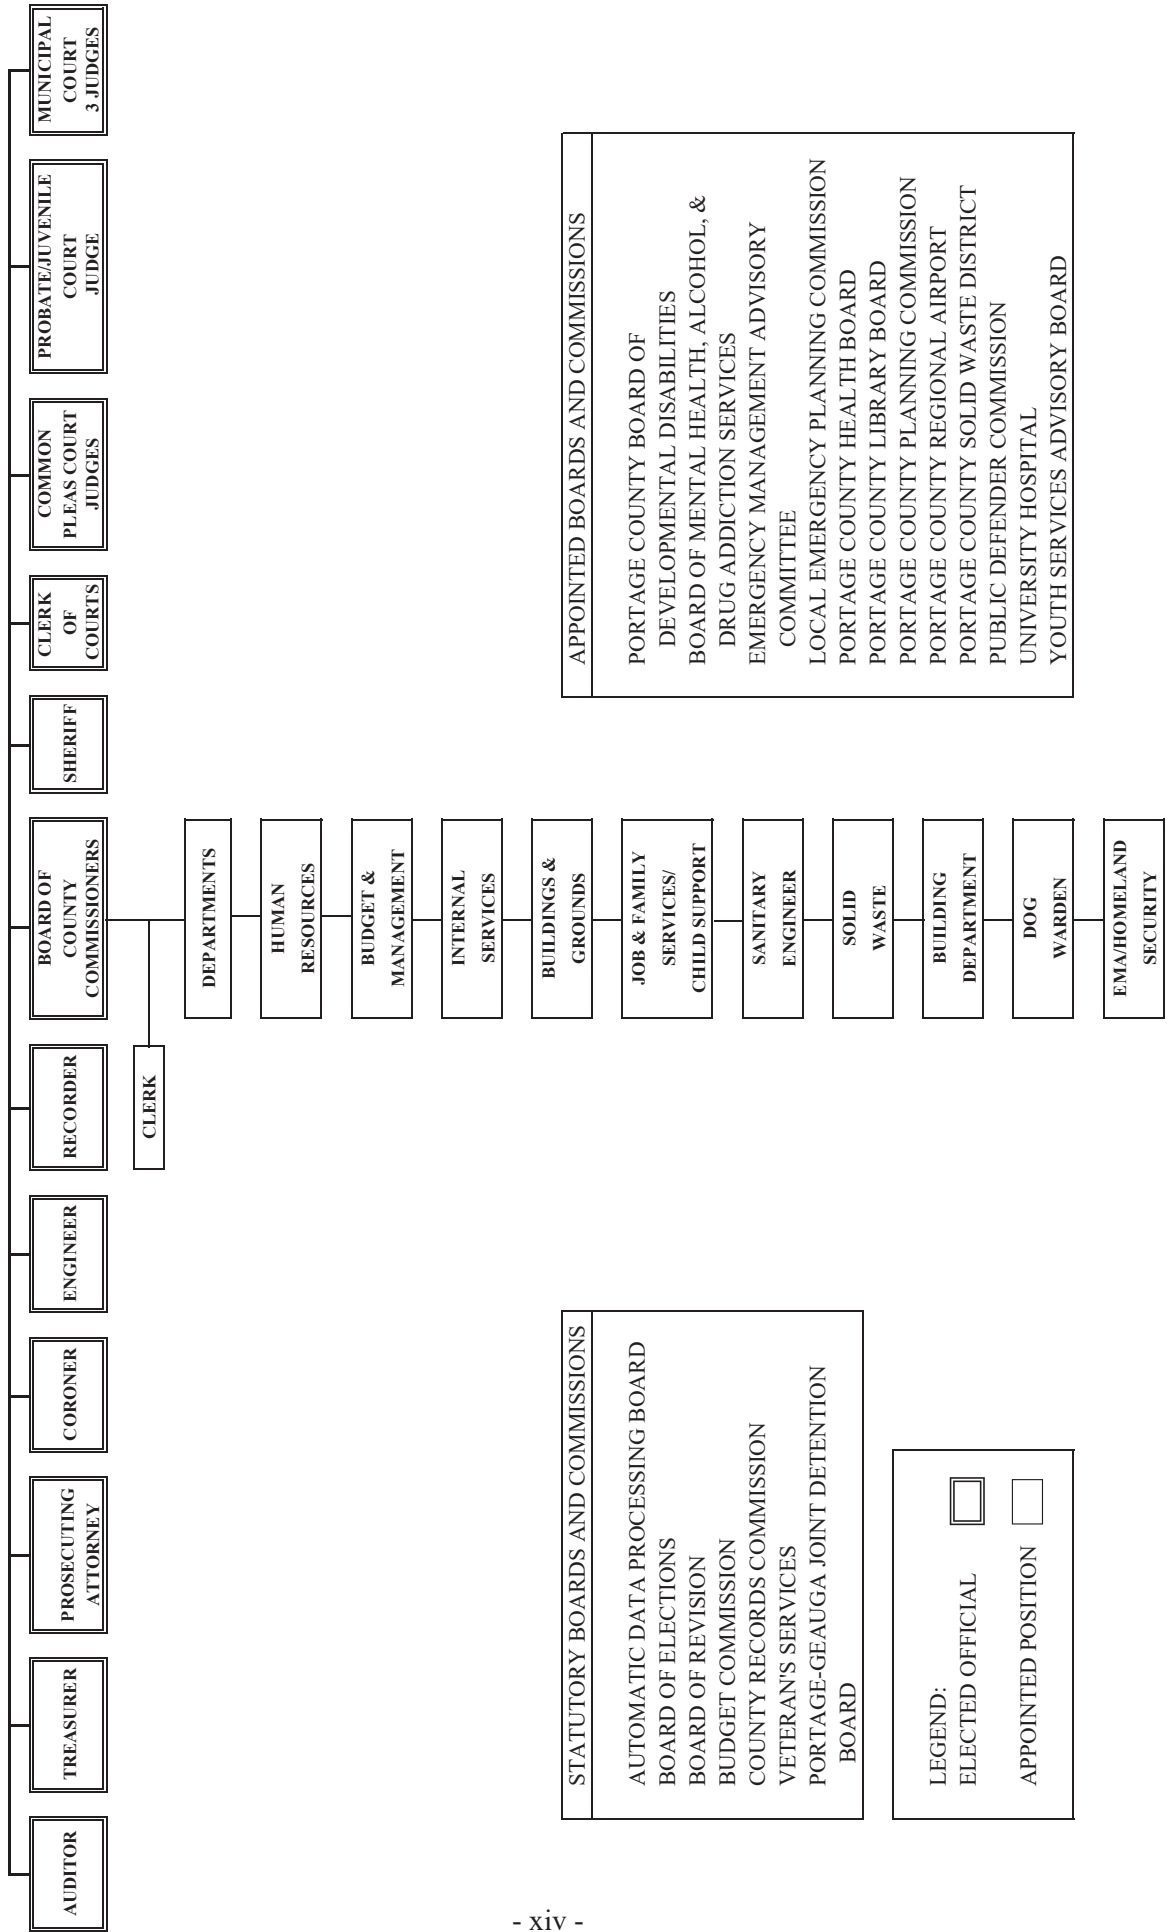 AUDITOR
TREASURER
PROSECUTING
ATTORNEY
CORONER
ENGINEER
RECORDER
BOARD OF
COUNTY
COMMISSIONERS
SHERIFF
CLERK
OF
COURTS
COMMON
PLEAS COURT
JUDGES
PROBATE/JUVENILE
COURT
JUDGE
MUNICIPAL
COURT
3 JUDGES
CLERK
DEPARTMENTS
HUMAN
RESOURCES
BUDGET &
MANAGEMENT
INTERNAL
SERVICES
BUILDINGS &
GROUNDS
JOB & FAMILY
SERVICES/
CHILD SUPPORT
SANITARY
ENGINEER
SOLID
WASTE
BUILDING
DEPARTMENT
DOG
WARDEN
EMA/HOMELAND
SECURITY
STATUTORY BOARDS AND COMMISSIONS
AUTOMATIC DATA PROCESSING BOARD
BOARD OF ELECTIONS
BOARD OF REVISION
BUDGET COMMISSION
COUNTY RECORDS COMMISSION
VETERAN'S SERVICES
PORTAGE-GEAUGA JOINT DETENTION
BOARD
APPOINTED BOARDS AND COMMISSIONS
PORTAGE COUNTY BOARD OF
DEVELOPMENTAL DISABILITIES
BOARD OF MENTAL HEALTH, ALCOHOL, &
DRUG ADDICTION SERVICES
EMERGENCY MANAGEMENT ADVISORY
COMMITTEE
LOCAL EMERGENCY PLANNING COMMISSION
PORTAGE COUNTY HEALTH BOARD
PORTAGE COUNTY LIBRARY BOARD
PORTAGE COUNTY PLANNING COMMISSION
PORTAGE COUNTY REGIONAL AIRPORT
PORTAGE COUNTY SOLID WASTE DISTRICT
PUBLIC DEFENDER COMMISSION
UNIVERSITY HOSPITAL
YOUTH SERVICES ADVISORY BOARD
LEGEND:
ELECTED OFFICIAL
APPOINTED POSITION
- xiv -